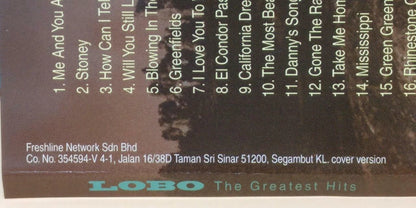 1. Me And You A
2. Stoney
3. How Can I Tel
4. Will You Still L
5. Blowing In The
6. Greenfields
7. I Love You To
8. El Condor Pas
9. California Dre
10. The Most Bea
11. Danny's Song
12. Gone The Ra
13. Take Me Hon
14. Mississippi
15. Green Green
16. Rhinestone C
Freshline Network Sdn Bhd
Co. No. 354594-V 4-1, Jalan 16/38D Taman Sri Sinar 51200, Segambut KL. cover version
LOBO The Greatest Hits